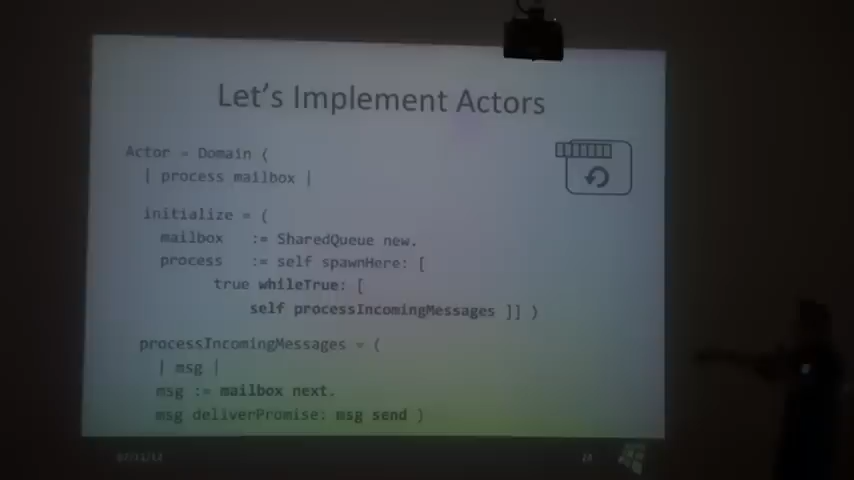 Let's Implement Actors
Actor = Domain (
| process mailbox |
initialize = (
mailbox := SharedQueue new.
process := self spawnHere: [
true whileTrue: [
self processIncomingMessages ]] )
processIncomingMessages = (
| msg |
msg := mailbox next.
msg deliverPromise: msg send )